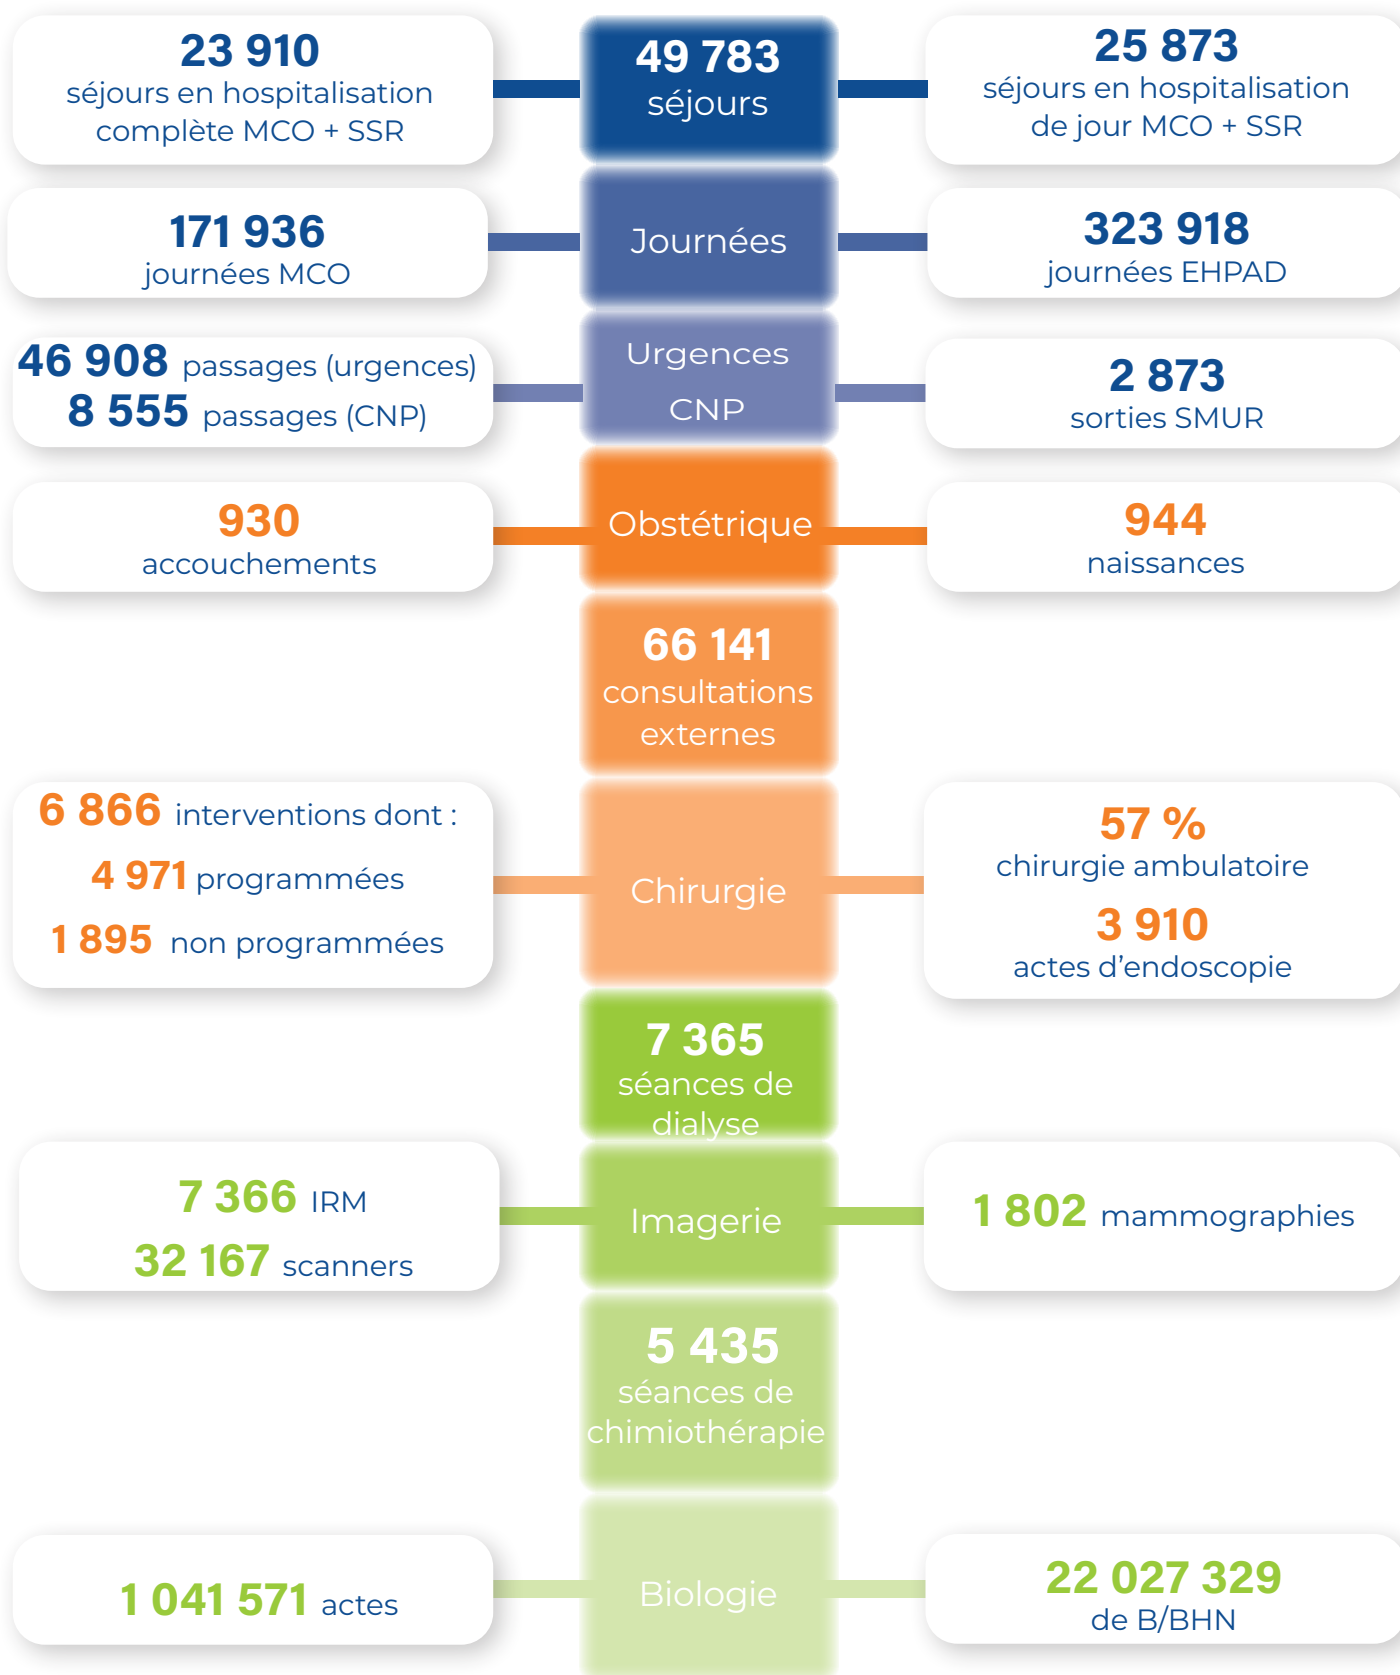 23 910
séjours en hospitalisation
complète MCO + SSR
49 783
séjours
25 873
séjours en hospitalisation
de jour MCO + SSR
171 936
journées MCO
Journées
323 918
journées EHPAD
46 908 passages (urgences)
8 555 passages (CNP)
Urgences
CNP
2 873
sorties SMUR
930
accouchements
Obstétrique
944
naissances
66 141
consultations
externes
6 866 interventions dont :
4 971 programmées
1 895 non programmées
Chirurgie
57 %
chirurgie ambulatoire
3 910
actes d’endoscopie
7 365
séances de
dialyse
7 366 IRM
32 167 scanners
Imagerie
1 802 mammographies
5 435
séances de
chimiothérapie
1 041 571 actes
Biologie
22 027 329
de B/BHN